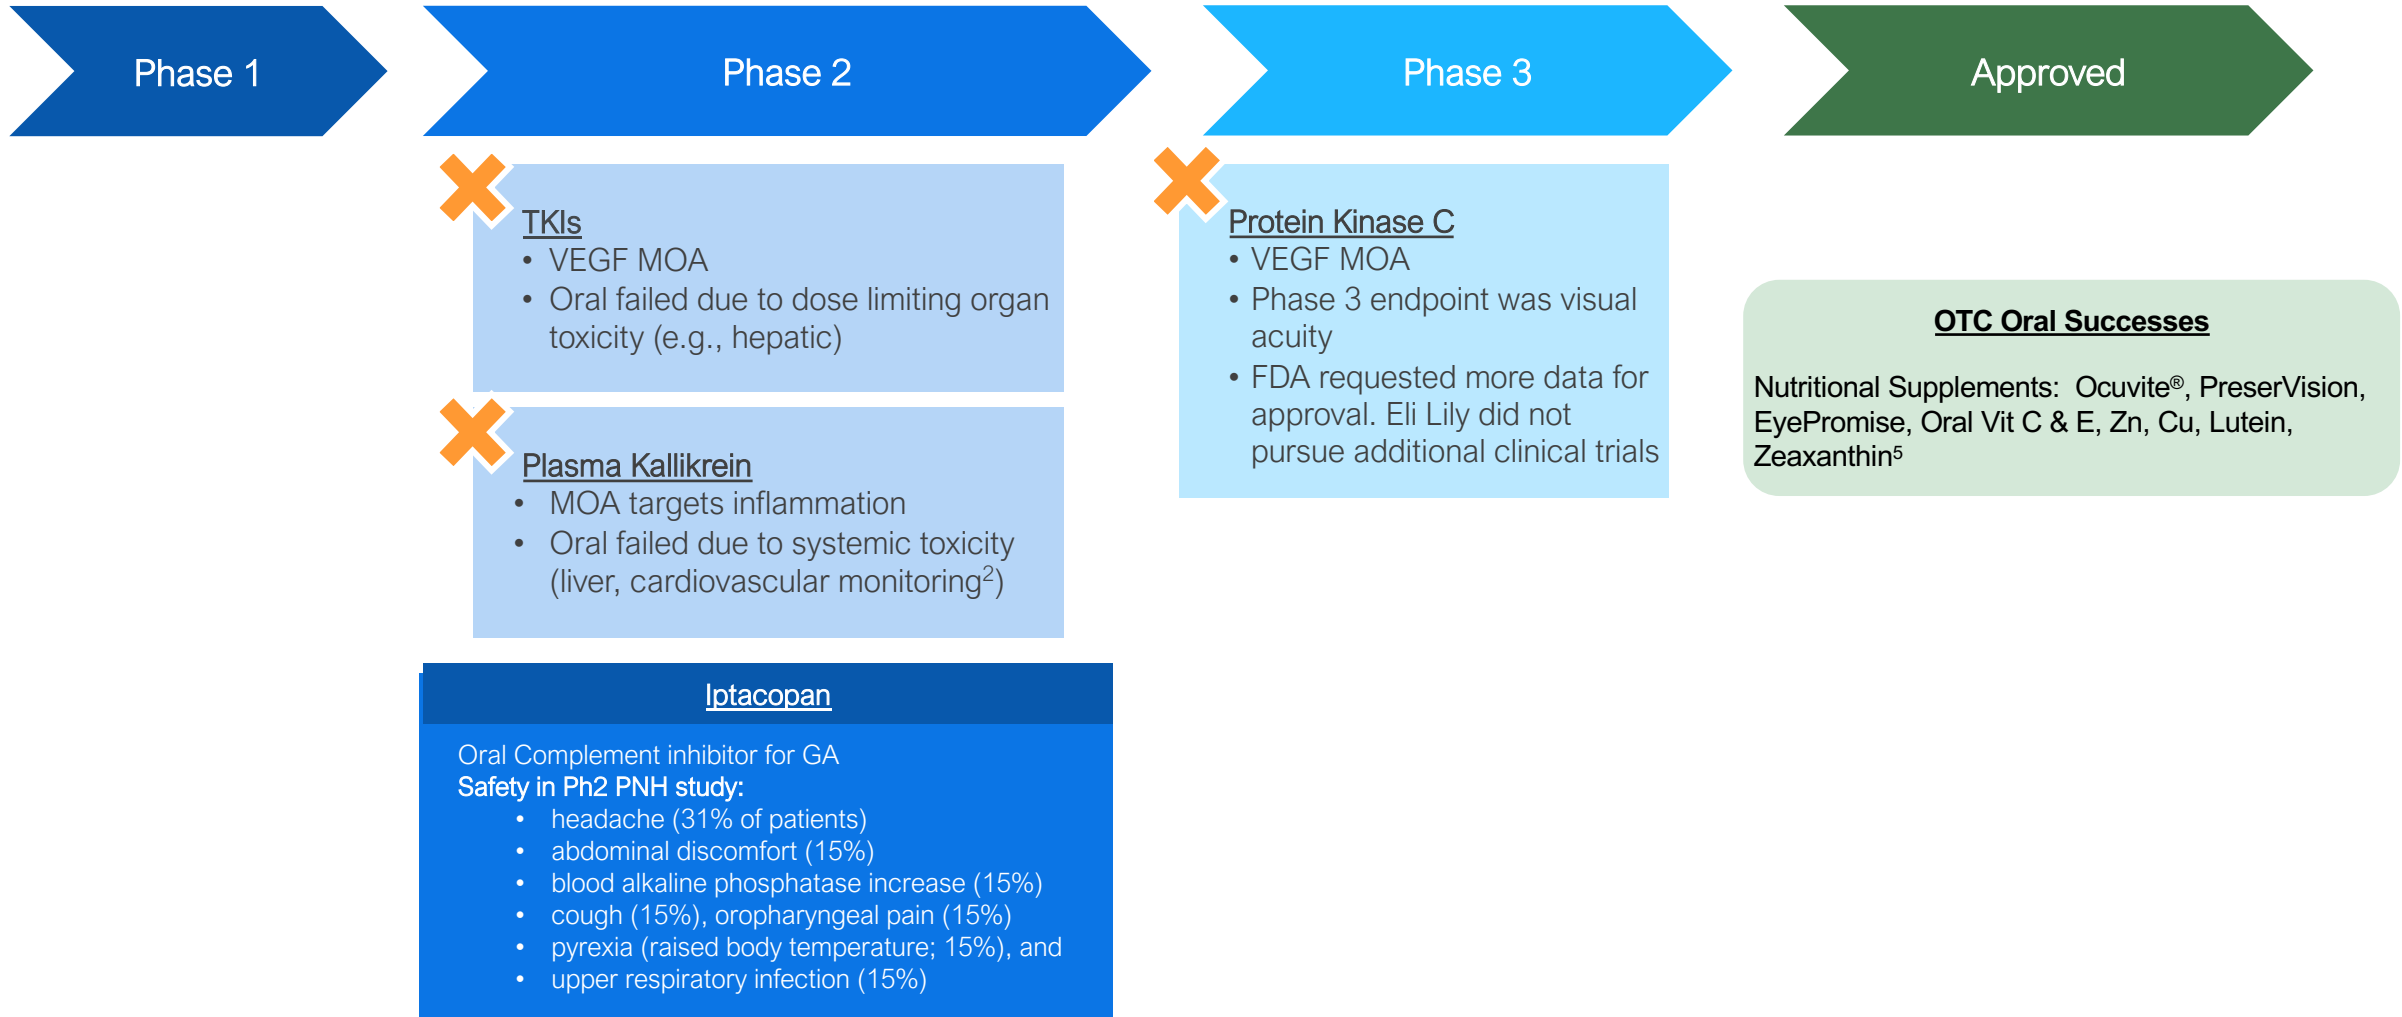 Phase 1
Phase 2
Phase 3
Approved
TKIs
• VEGF MOA
• Oral failed due to dose limiting organ
toxicity (e.g., hepatic)
Plasma Kallikrein
• MOA targets inflammation
• Oral failed due to systemic toxicity
(liver, cardiovascular monitoring²)
Iptacopan
Oral Complement inhibitor for GA
Safety in Ph2 PNH study:
• headache (31% of patients)
• abdominal discomfort (15%)
• blood alkaline phosphatase increase (15%)
• cough (15%), oropharyngeal pain (15%)
• pyrexia (raised body temperature; 15%), and
• upper respiratory infection (15%)
Protein Kinase C
• VEGF MOA
• Phase 3 endpoint was visual
acuity
• FDA requested more data for
approval. Eli Lily did not
pursue additional clinical trials
OTC Oral Successes
Nutritional Supplements: Ocuvite®, PreserVision,
EyePromise, Oral Vit C & E, Zn, Cu, Lutein,
Zeaxanthin⁵